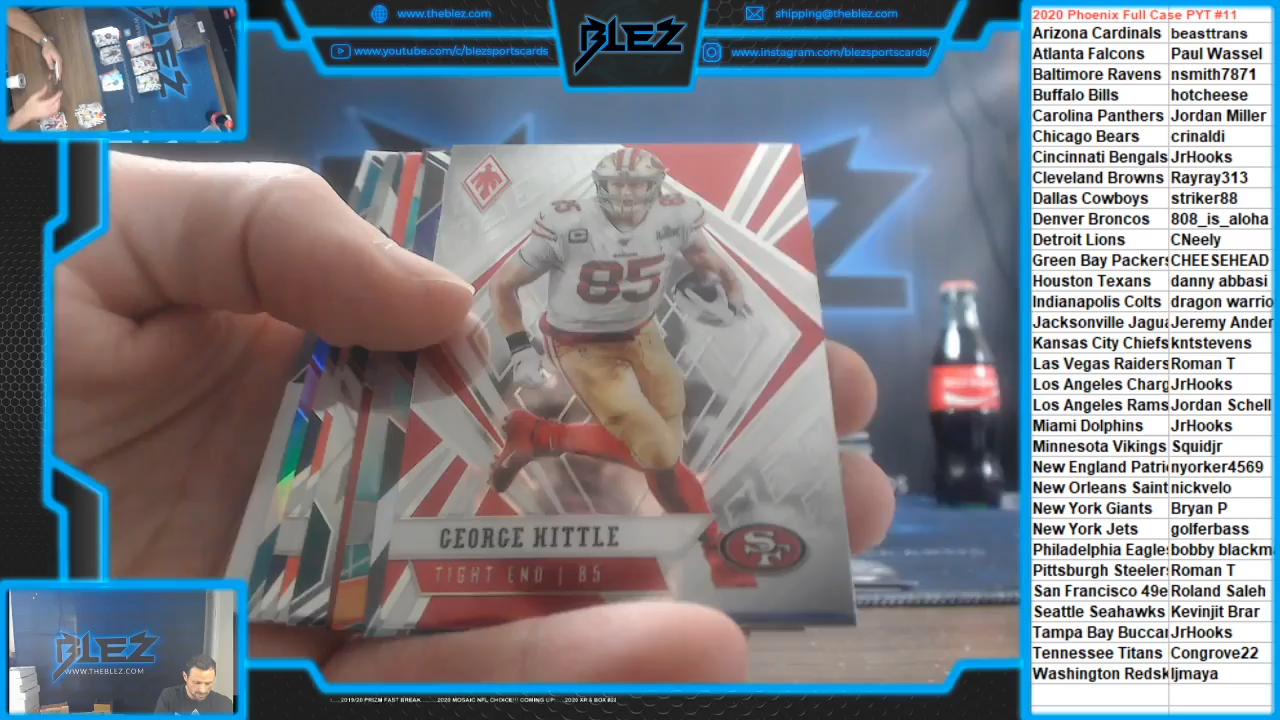 www.theblez.com
shipping@theblez.com
www.youtube.com/c/blezsportscards
BLEZ
www.instagram.com/blezsportscards/
2020 Phoenix Full Case PYT #11
Arizona Cardinals beasttrans
Atlanta Falcons Paul Wassel
Baltimore Ravens nsmith7871
Buffalo Bills hotcheese
Carolina Panthers Jordan Miller
Chicago Bears crinaldi
Cincinnati Bengals JrHooks
Cleveland Browns Rayray313
Dallas Cowboys striker88
Denver Broncos 808_is_aloha
Detroit Lions CNeely
Green Bay Packers CHEESEHEAD
Houston Texans danny abbasi
Indianapolis Colts dragon warrio
Jacksonville Jagua Jeremy Ander
Kansas City Chiefs kntstevens
Las Vegas Raiders Roman T
Los Angeles Charg JrHooks
Los Angeles Rams Jordan Schell
Miami Dolphins JrHooks
Minnesota Vikings Squidjr
New England Patri nyorker4569
New Orleans Saint nickvelo
New York Giants Bryan P
New York Jets golferbass
Philadelphia Eagles bobby blackm
Pittsburgh Steelers Roman T
San Francisco 49e Roland Saleh
Seattle Seahawks Kevinjit Brar
Tampa Bay Buccar JrHooks
Tennessee Titans Congrove22
Washington Redsk ljmaya
85
85
C
85
GEORGE KITTLE
TIGHT END | 85
SF
BLEZ
BLEZ
WWW.THEBLEZ.COM
2019/20 PRIZM FAST BREAK
2020 MOSAIC NFL CHOICE!!! COMING UP: